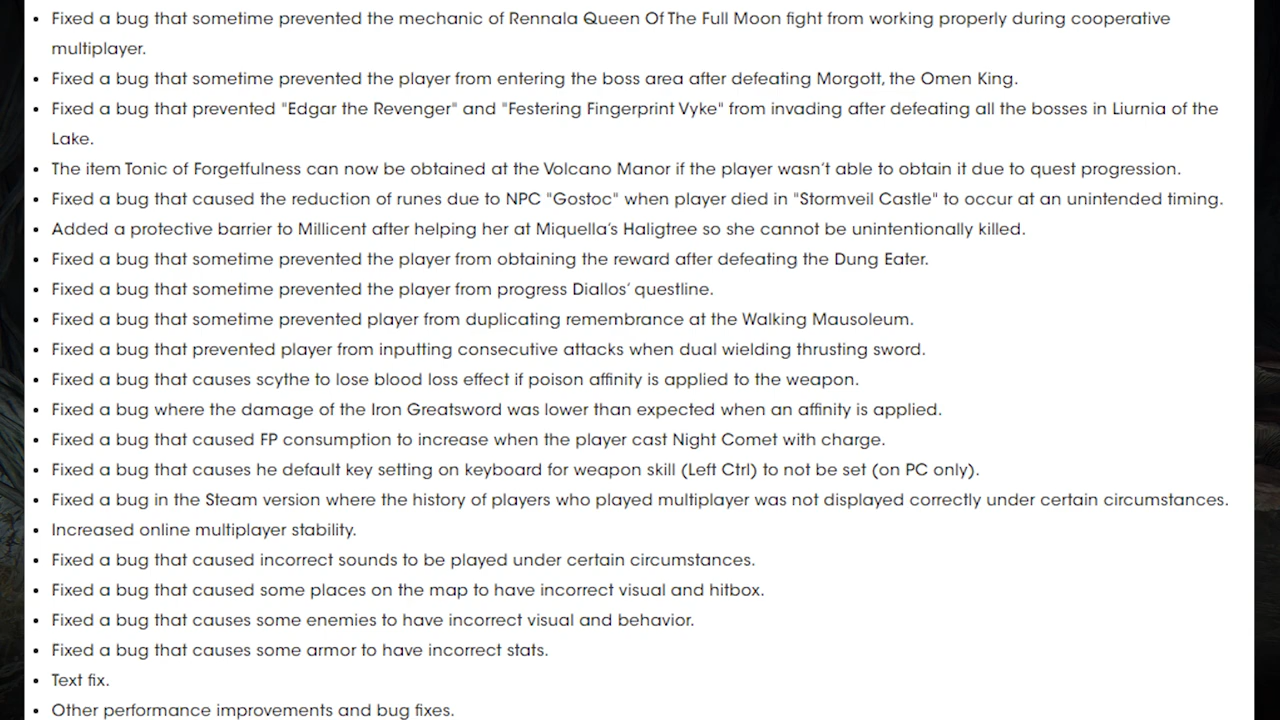 • Fixed a bug that sometime prevented the mechanic of Rennala Queen Of The Full Moon fight from working properly during cooperative
multiplayer.
• Fixed a bug that sometime prevented the player from entering the boss area after defeating Morgott, the Omen King.
• Fixed a bug that prevented "Edgar the Revenger" and "Festering Fingerprint Vyke" from invading after defeating all the bosses in Liurnia of the
Lake.
• The item Tonic of Forgetfulness can now be obtained at the Volcano Manor if the player wasn't able to obtain it due to quest progression.
• Fixed a bug that caused the reduction of runes due to NPC "Gostoc" when player died in "Stormveil Castle" to occur at an unintended timing.
• Added a protective barrier to Millicent after helping her at Miquella's Haligtree so she cannot be unintentionally killed.
• Fixed a bug that sometime prevented the player from obtaining the reward after defeating the Dung Eater.
• Fixed a bug that sometime prevented the player from progress Diallos' questline.
• Fixed a bug that sometime prevented player from duplicating remembrance at the Walking Mausoleum.
• Fixed a bug that prevented player from inputting consecutive attacks when dual wielding thrusting sword.
• Fixed a bug that causes scythe to lose blood loss effect if poison affinity is applied to the weapon.
• Fixed a bug where the damage of the Iron Greatsword was lower than expected when an affinity is applied.
• Fixed a bug that caused FP consumption to increase when the player cast Night Comet with charge.
• Fixed a bug that causes he default key setting on keyboard for weapon skill (Left Ctrl) to not be set (on PC only).
• Fixed a bug in the Steam version where the history of players who played multiplayer was not displayed correctly under certain circumstances.
• Increased online multiplayer stability.
• Fixed a bug that caused incorrect sounds to be played under certain circumstances.
• Fixed a bug that caused some places on the map to have incorrect visual and hitbox.
• Fixed a bug that causes some enemies to have incorrect visual and behavior.
• Fixed a bug that causes some armor to have incorrect stats.
• Text fix.
• Other performance improvements and bug fixes.